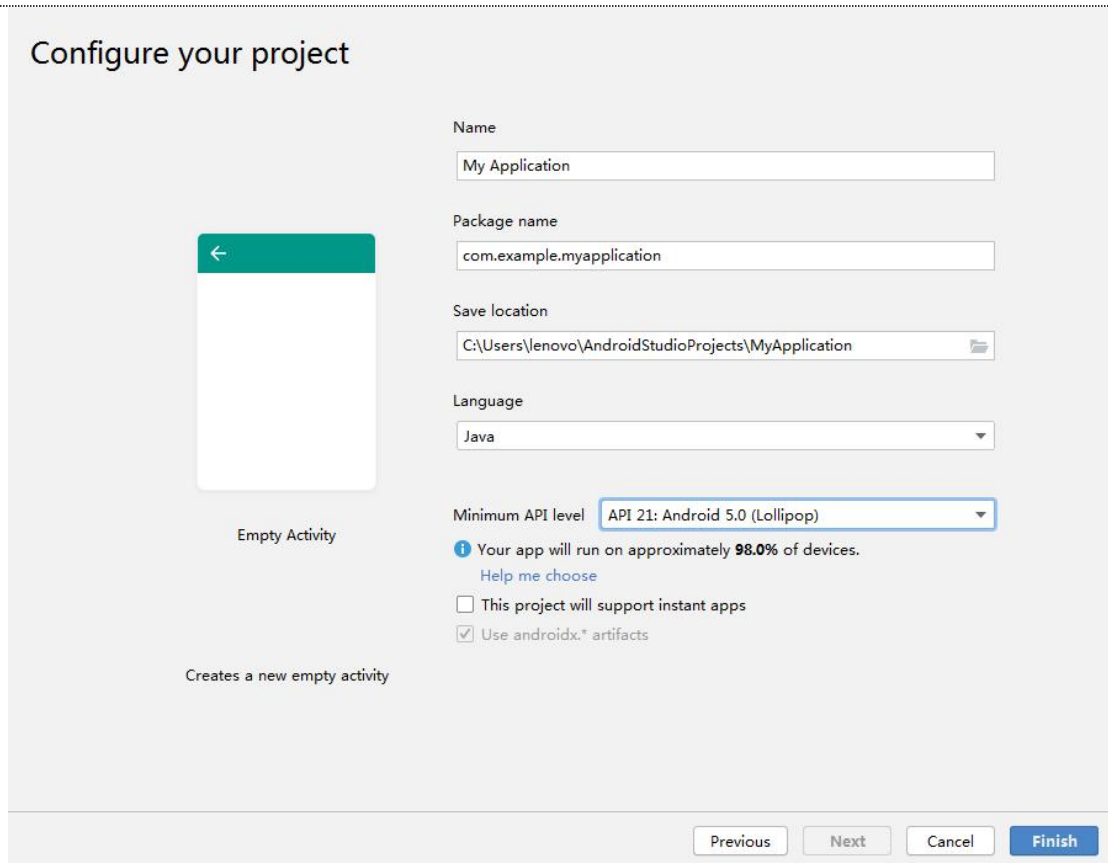 Configure your project
Name
My Application
Package name
com.example.myapplication
Save location
C:\Users\lenovo\AndroidStudioProjects\MyApplication
Language
Java
Minimum API level API 21: Android 5.0 (Lollipop)
Empty Activity
Your app will run on approximately 98.0% of devices.
Help me choose
This project will support instant apps
Use androidx.* artifacts
Creates a new empty activity
Previous Next Cancel Finish